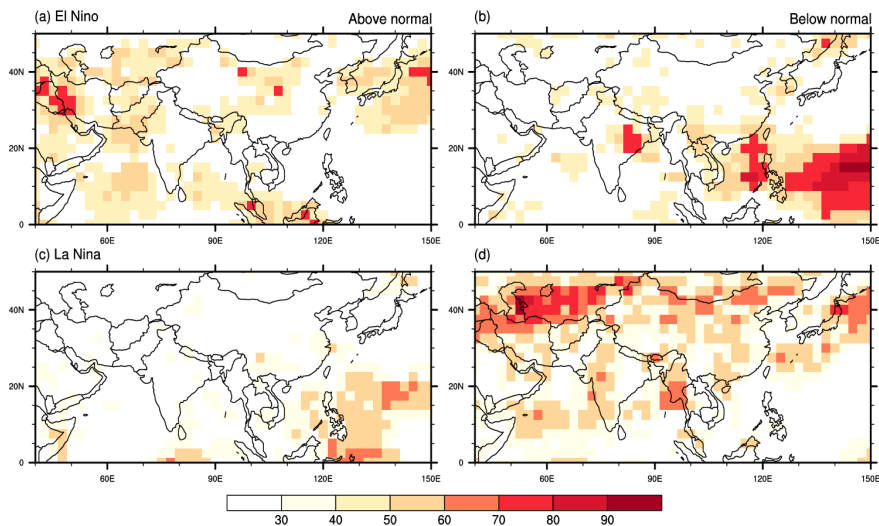 (a) El Nino Above normal
(b) Below normal
40N 40N
20N 20N
0 0
60E 90E 120E 150E 60E 90E 120E 150E
(c) La Nina
(d)
40N 40N
20N 20N
0 0
60E 90E 120E 150E 60E 90E 120E 150E
30 40 50 60 70 80 90